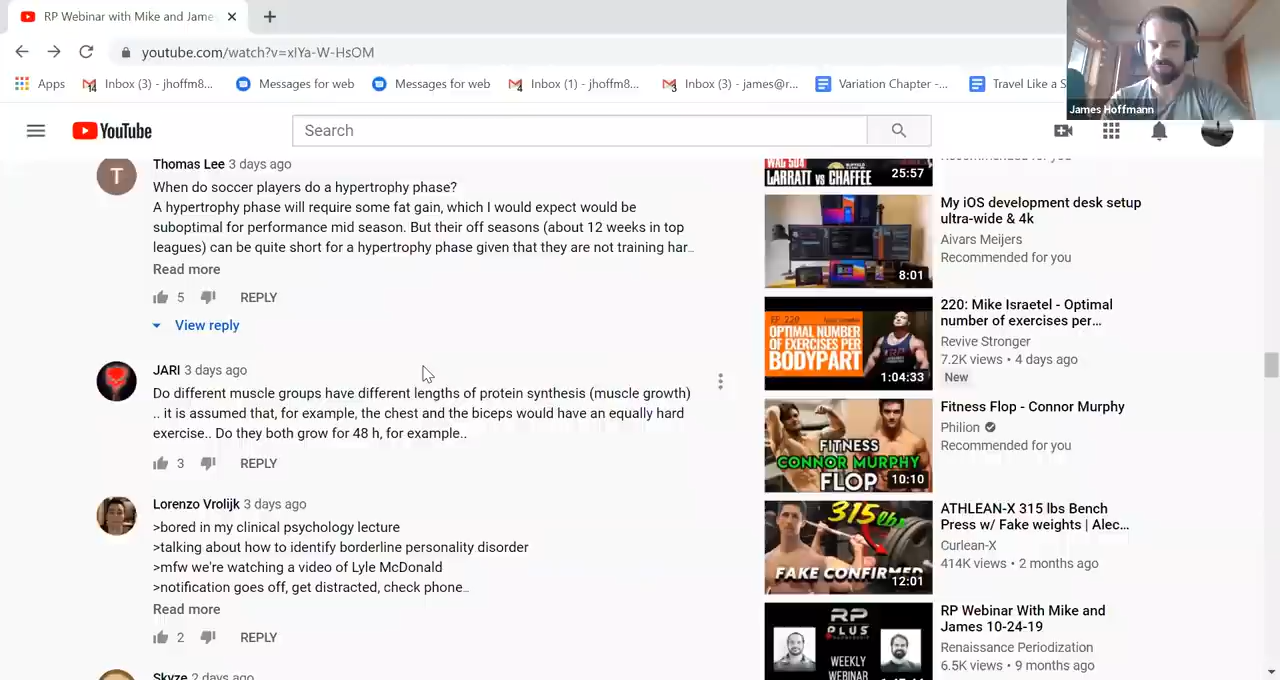 RP Webinar with Mike and Jame
youtube.com/watch?v=xIYa-W-HsOM
Apps
Inbox (3) - jhoffm8...
Messages for web
Messages for web
Inbox (1) - jhoffm8...
Inbox (3) - james@r...
Variation Chapter -...
Travel Like a S
James Hoffmann
YouTube
Search
T
Thomas Lee 3 days ago
When do soccer players do a hypertrophy phase?
A hypertrophy phase will require some fat gain, which I would expect would be
suboptimal for performance mid season. But their off seasons (about 12 weeks in top
leagues) can be quite short for a hypertrophy phase given that they are not training har...
Read more
5 REPLY
View reply
JARI 3 days ago
Do different muscle groups have different lengths of protein synthesis (muscle growth)
.. it is assumed that, for example, the chest and the biceps would have an equally hard
exercise.. Do they both grow for 48 h, for example..
3 REPLY
Lorenzo Vrolijk 3 days ago
>bored in my clinical psychology lecture
>talking about how to identify borderline personality disorder
>mfw we're watching a video of Lyle McDonald
>notification goes off, get distracted, check phone...
Read more
2 REPLY
Skyze 2 days ago
LARRATT vs CHAFFEE
25:57
Recommended for you
My iOS development desk setup
ultra-wide & 4k
Aivars Meijers
Recommended for you
8:01
EP. 220
OPTIMAL NUMBER
OF EXERCISES PER
BODYPART
1:04:33
220: Mike Israetel - Optimal
number of exercises per...
Revive Stronger
7.2K views • 4 days ago
New
FITNESS
CONNOR MURPHY
FLOP
10:10
Fitness Flop - Connor Murphy
Philion
Recommended for you
315lbs
FAKE CONFIRMED
12:01
ATHLEAN-X 315 lbs Bench
Press w/ Fake weights | Alec...
Curlean-X
414K views • 2 months ago
RP
PLUS
WEEKLY
WEBINAR
RP Webinar With Mike and
James 10-24-19
Renaissance Periodization
6.5K views • 9 months ago